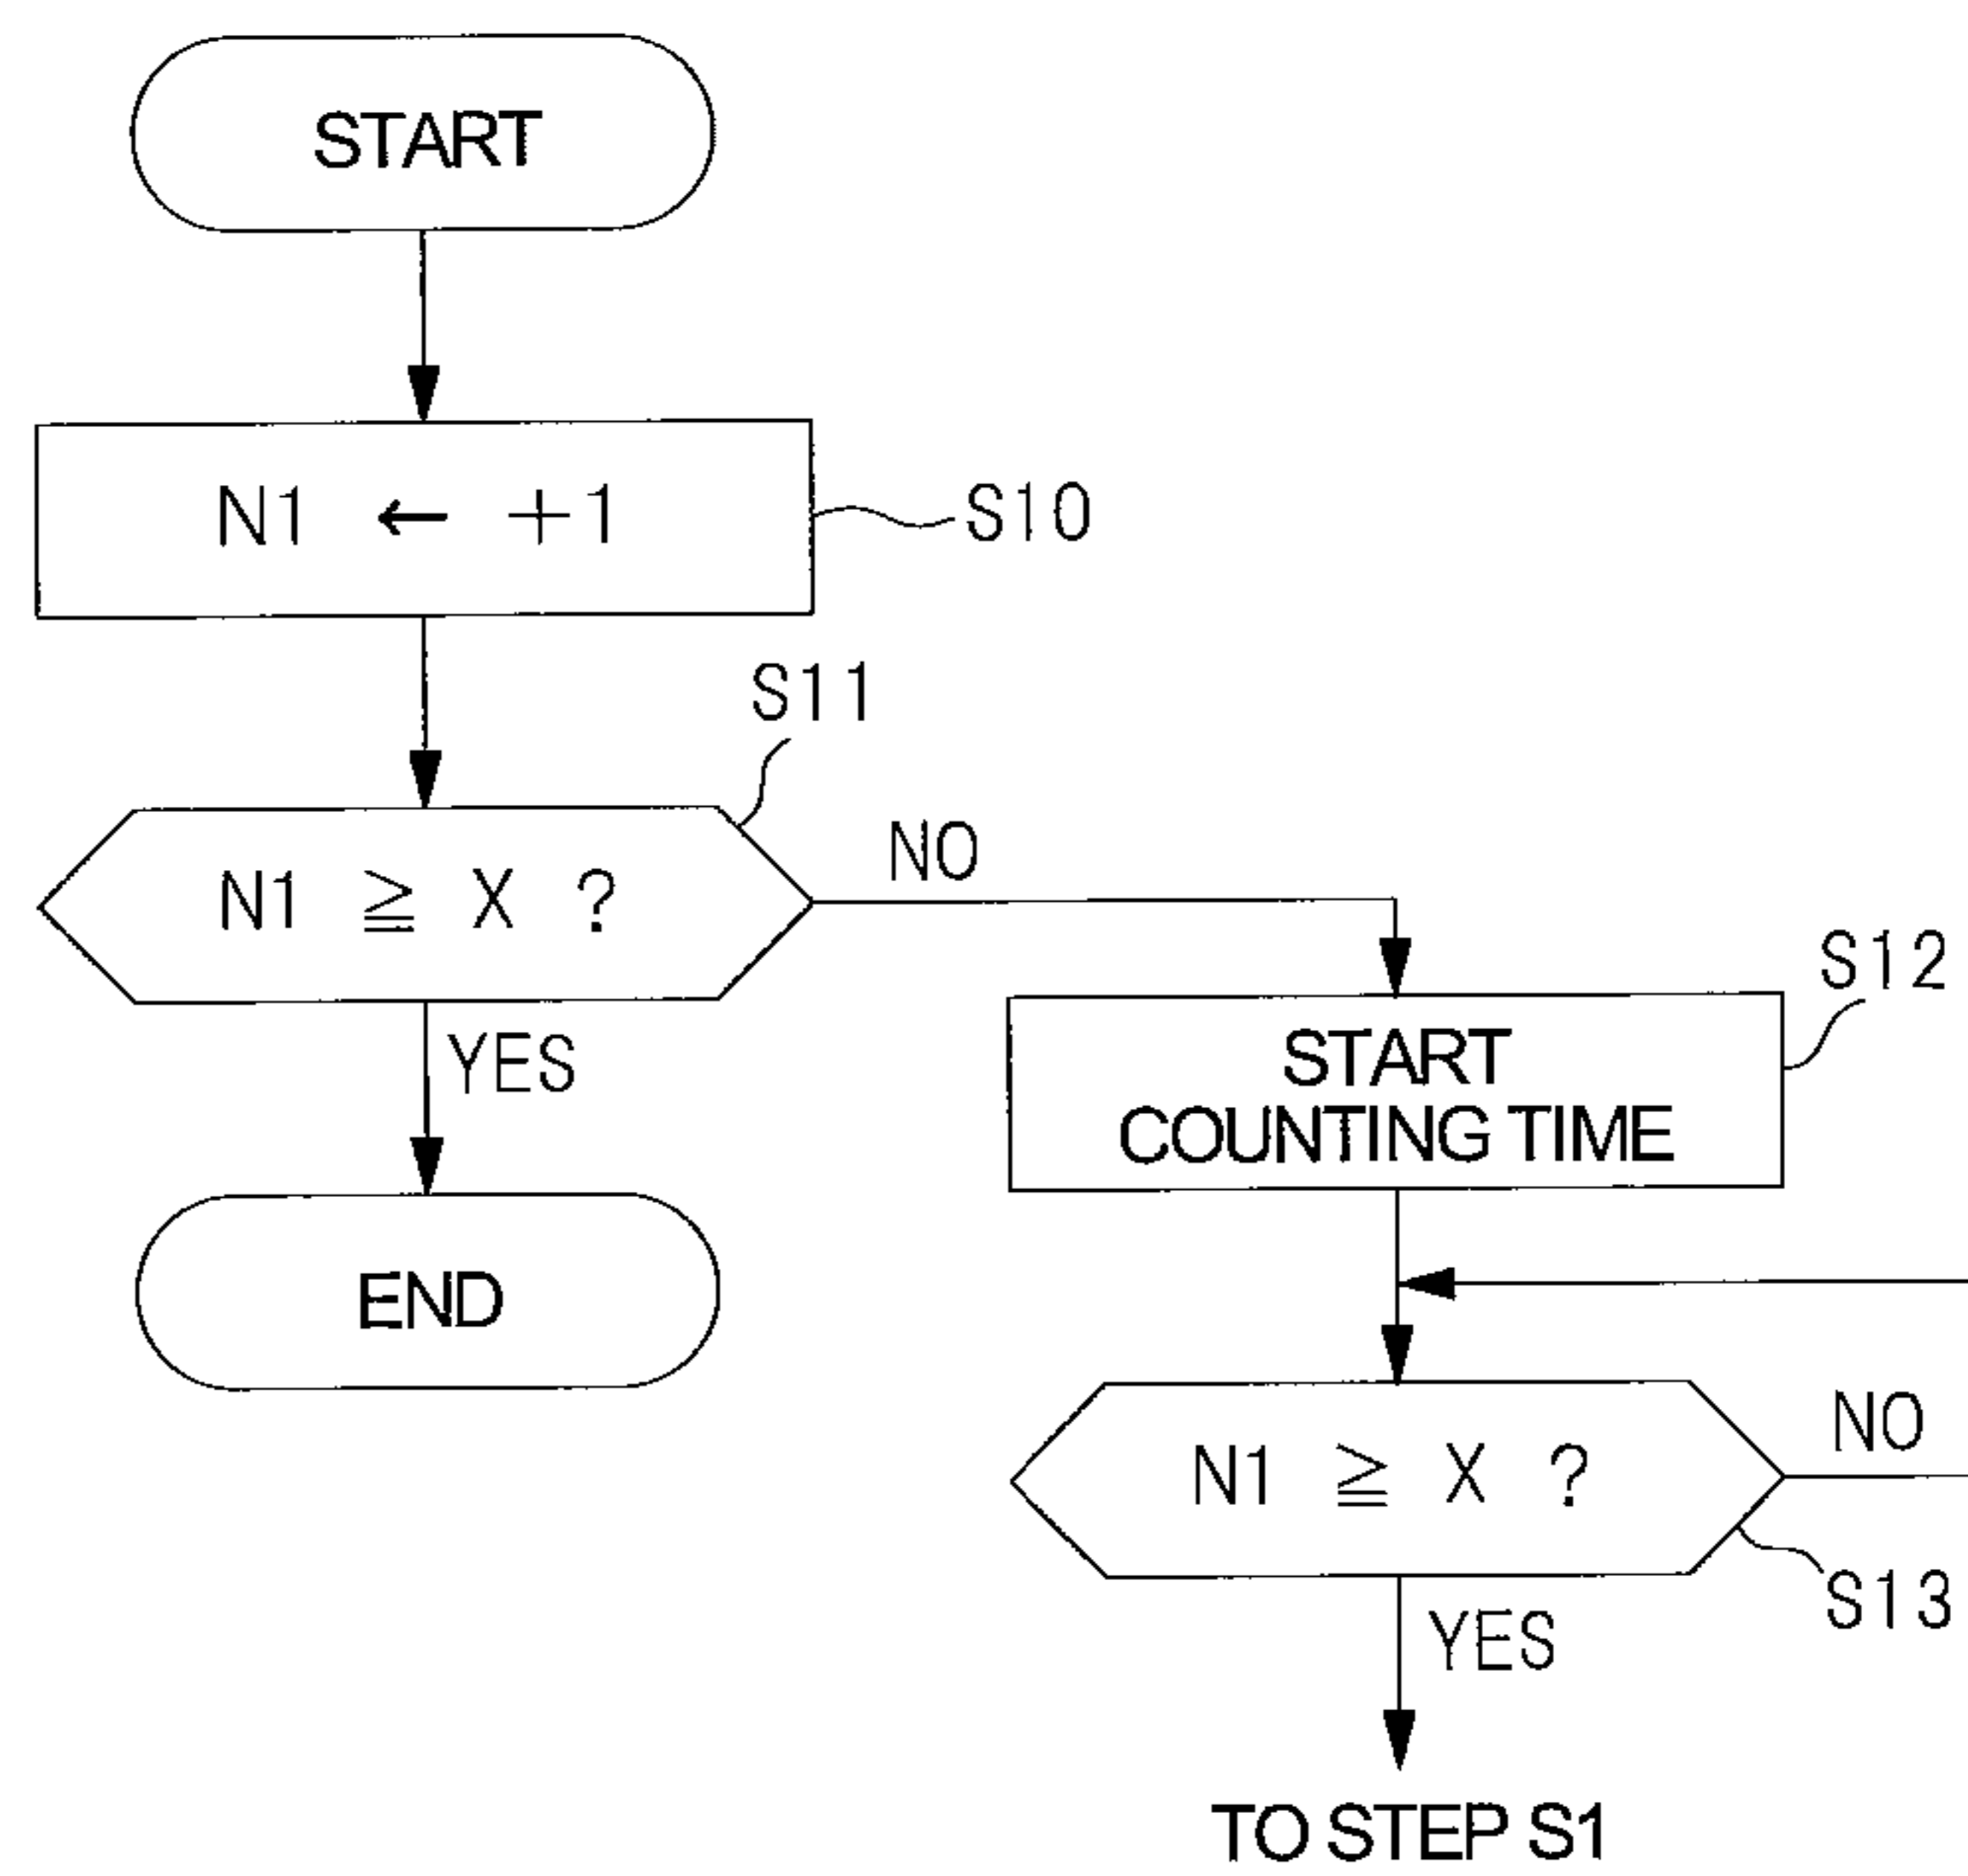 START
N1 ← +1
S10
S11
N1 ≧ X ?
NO
YES
END
S12
START
COUNTING TIME
N1 ≧ X ?
NO
S13
YES
TO STEP S1